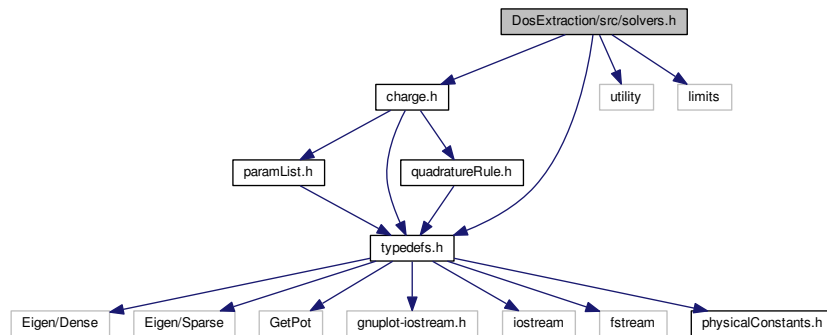 DosExtraction/src/solvers.h
charge.h
utility
limits
paramList.h
quadratureRule.h
typedefs.h
Eigen/Dense
Eigen/Sparse
GetPot
gnuplot-iostream.h
iostream
fstream
physicalConstants.h